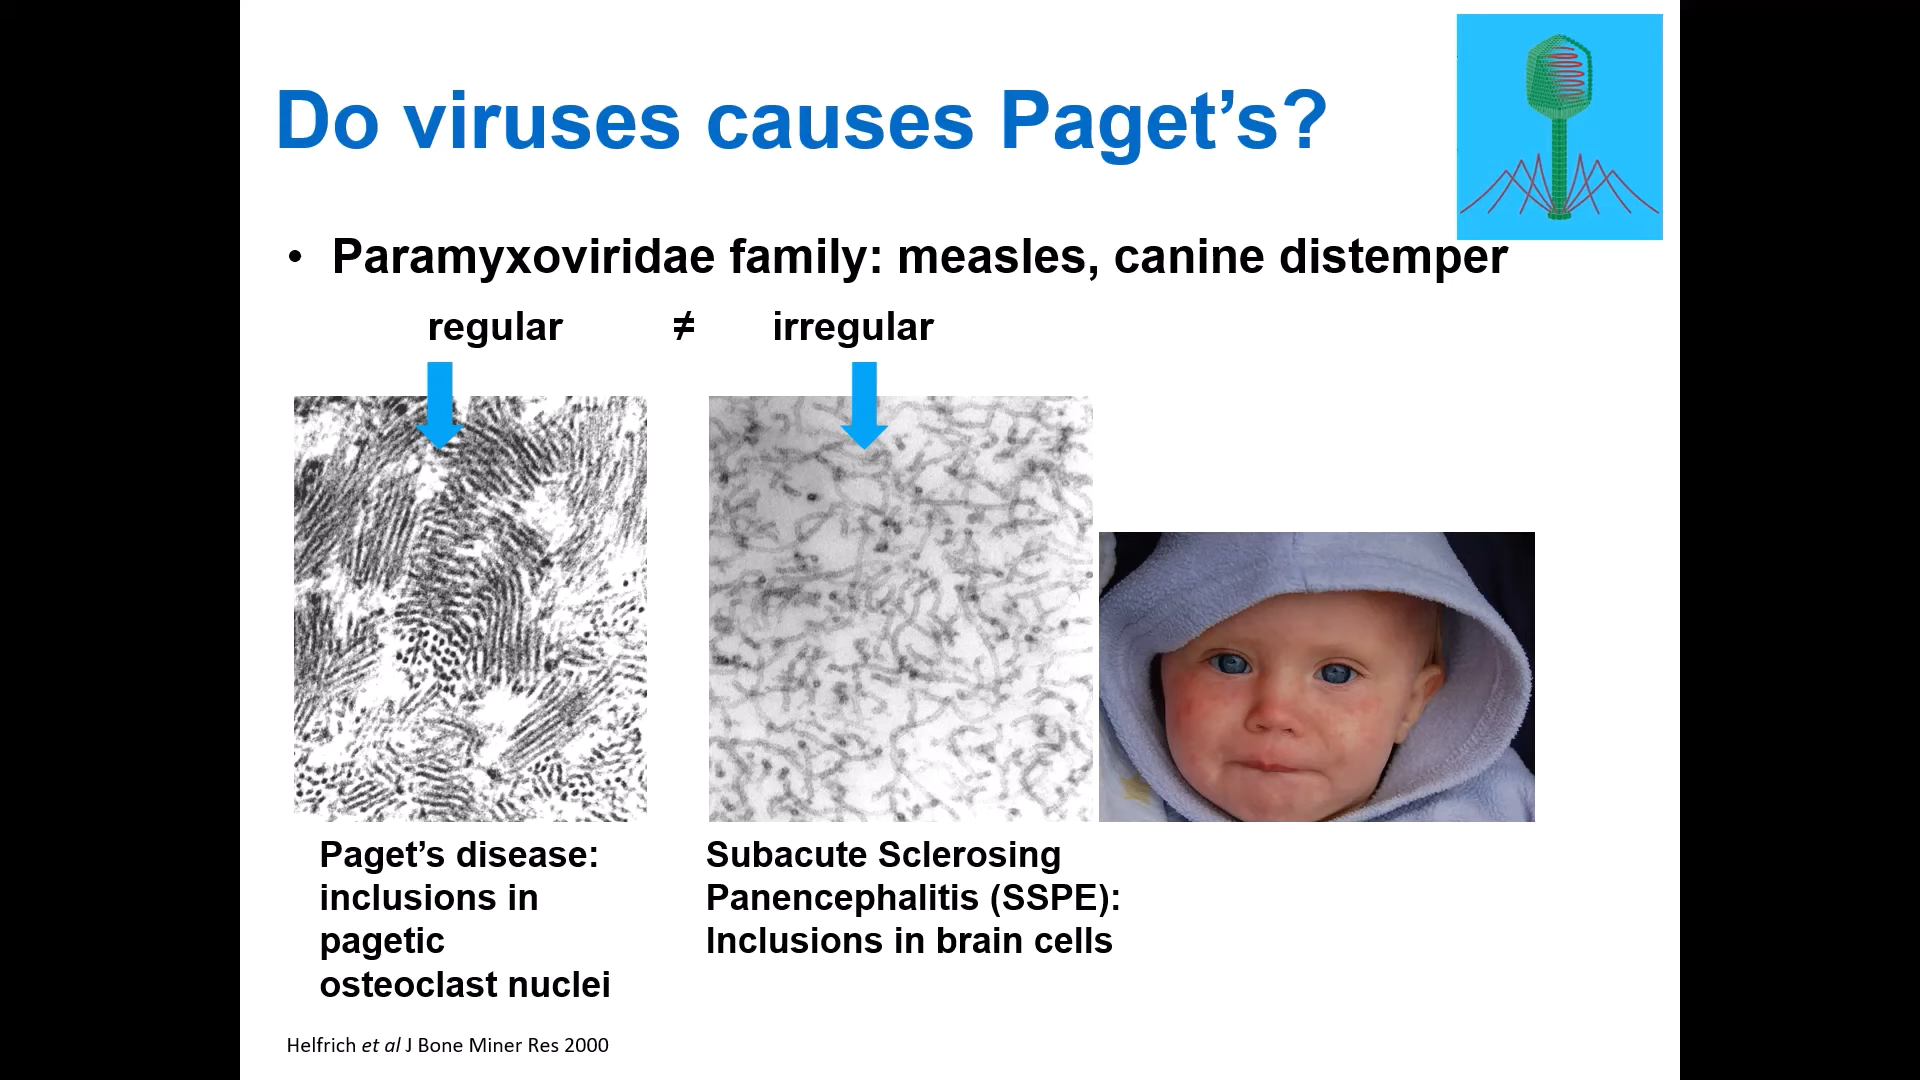 Do viruses causes Paget’s?
• Paramyxoviridae family: measles, canine distemper
regular ≠ irregular
Paget’s disease:
inclusions in
pagetic
osteoclast nuclei
Subacute Sclerosing
Panencephalitis (SSPE):
Inclusions in brain cells
Helfrich et al J Bone Miner Res 2000